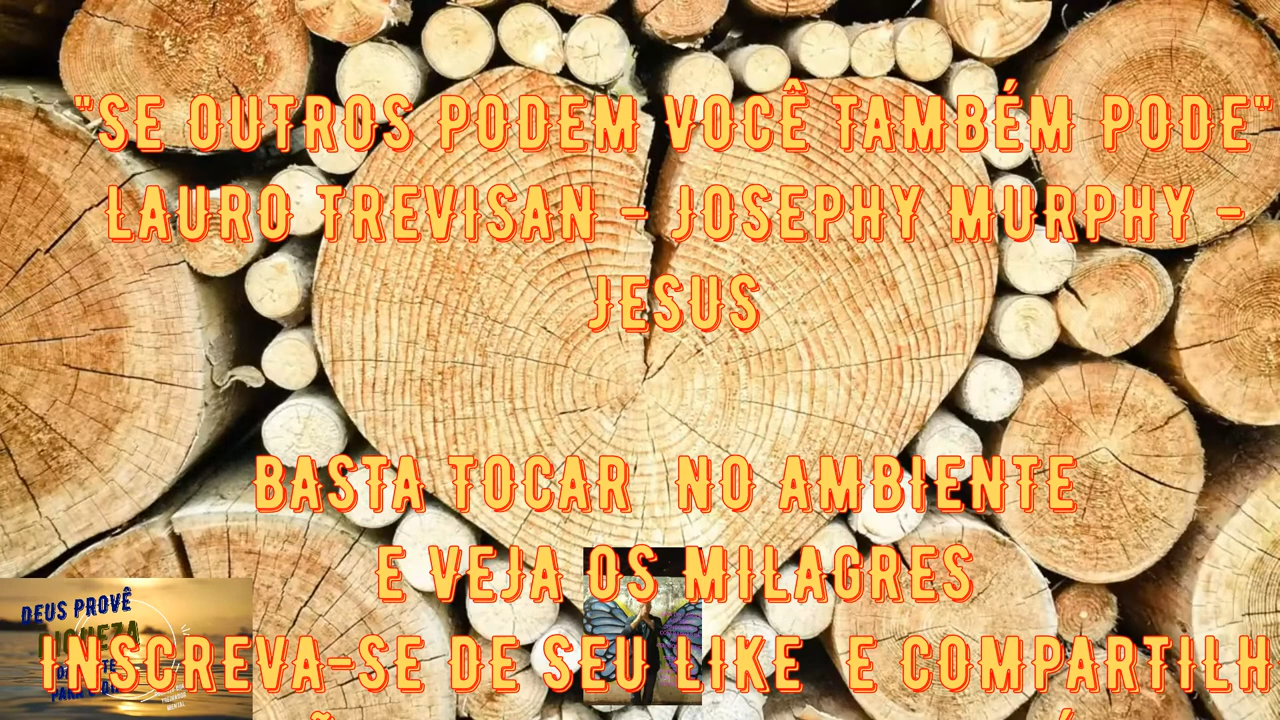 "SE OUTROS PODEM VOCÊ TAMBÉM PODE"
LAURO TREVISAN - JOSEPHY MURPHY -
JESUS
BASTA TOCAR NO AMBIENTE
E VEJA OS MILAGRES
INSCREVA-SE DE SEU LIKE E COMPARTILH
DEUS PROVÊ
RIQUEZA